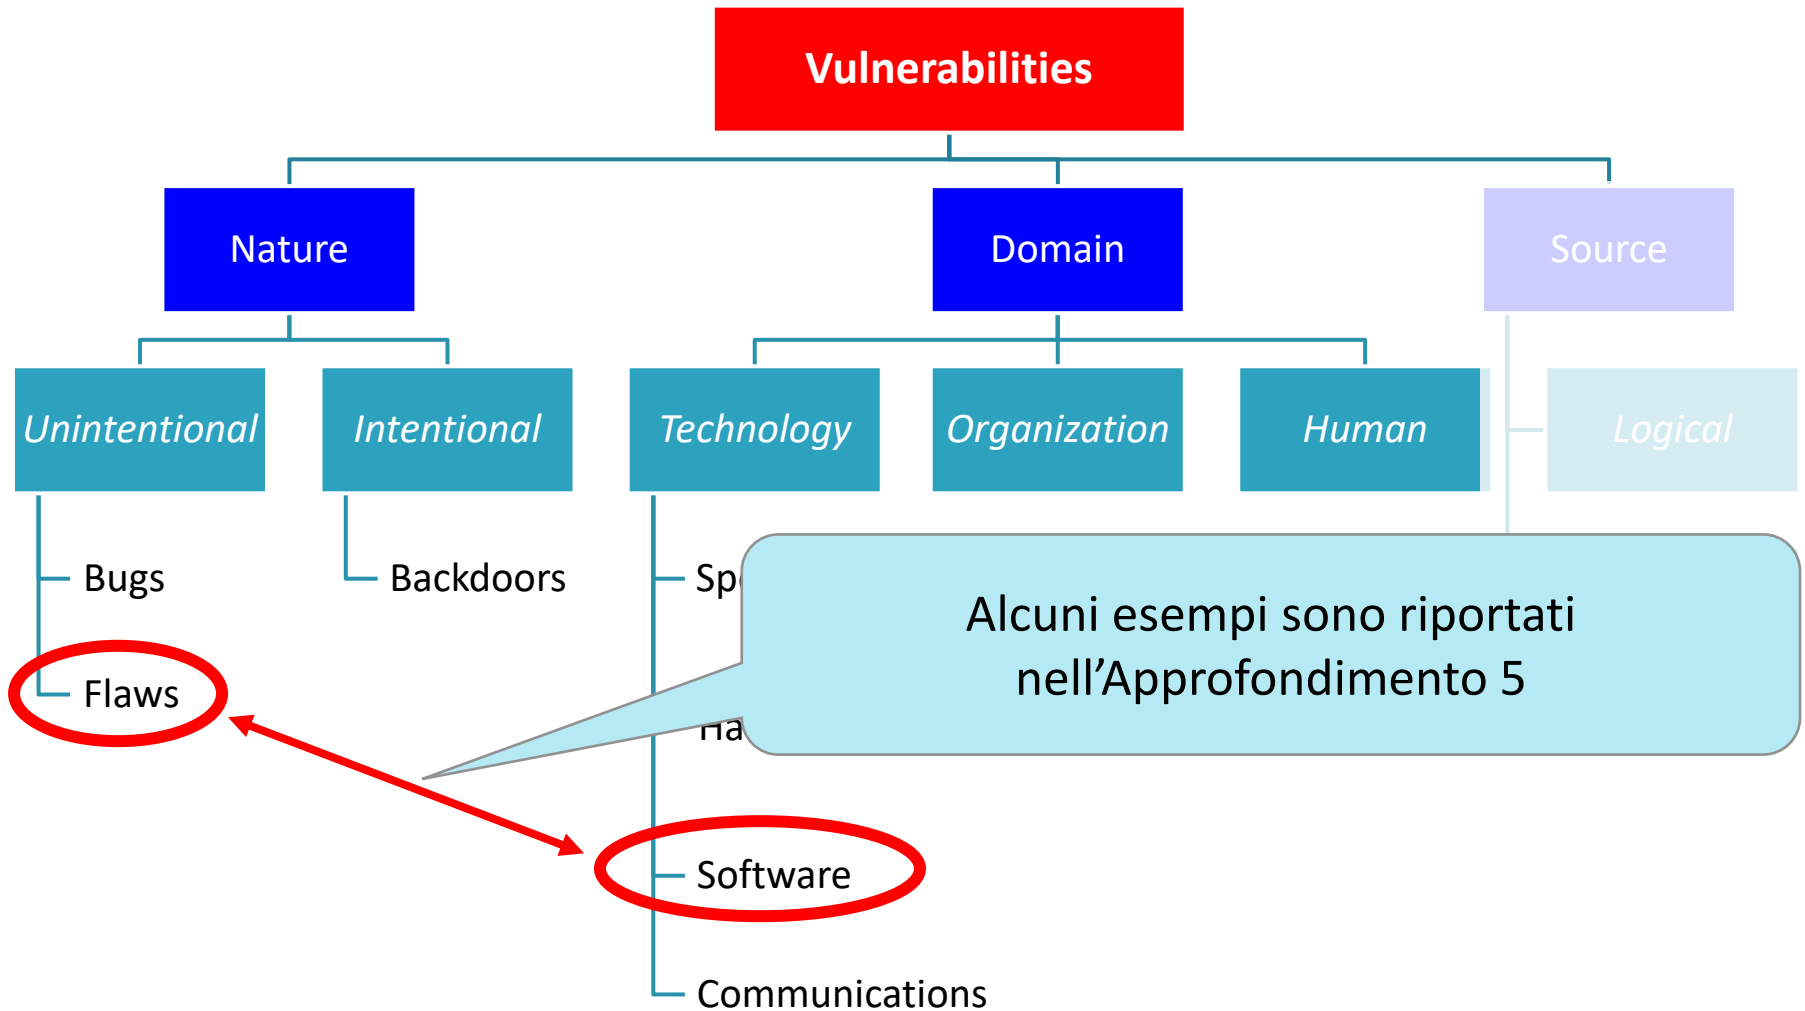 Vulnerabilities
Nature
Domain
Source
Unintentional
Intentional
Technology
Organization
Human
Logical
Bugs
Backdoors
Alcuni esempi sono riportati
nell’Approfondimento 5
Flaws
Software
Communications